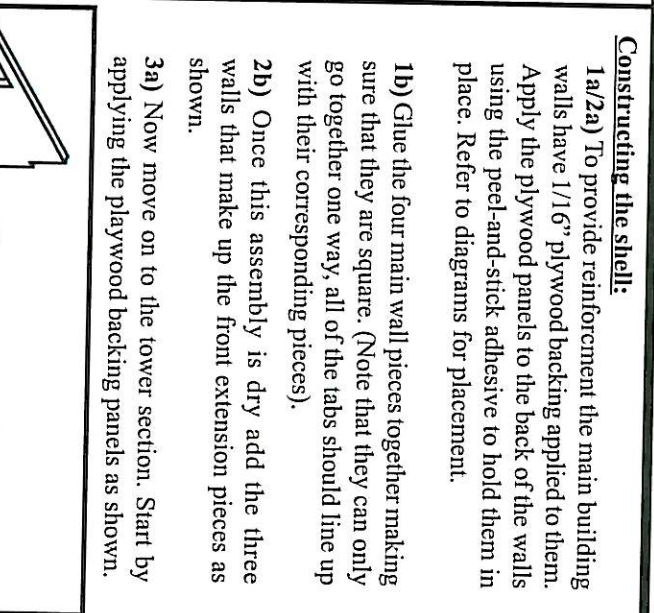 Constructing the shell:
1a/2a) To provide reinforcment the main building
walls have 1/16” plywood backing applied to them.
Apply the plywood panels to the back of the walls
using the peel-and-stick adhesive to hold them in
place. Refer to diagrams for placement.
1b) Glue the four main wall pieces together making
sure that they are square. (Note that they can only
go together one way, all of the tabs should line up
with their corresponding pieces).
2b) Once this assembly is dry add the three
walls that make up the front extension pieces as
shown.
3a) Now move on to the tower section. Start by
applying the playwood backing panels as shown.